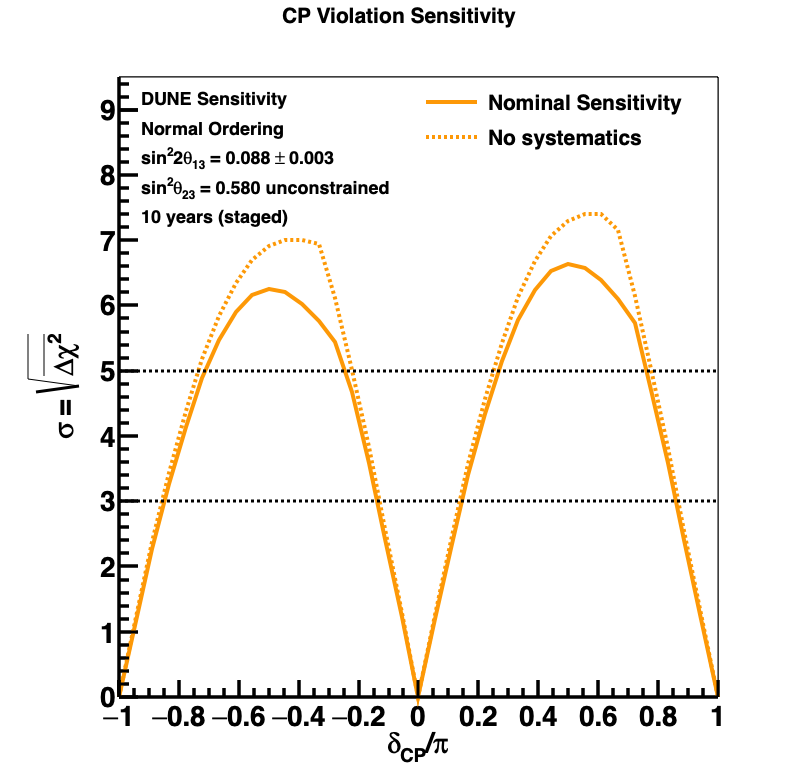 CP Violation Sensitivity
DUNE Sensitivity
Normal Ordering
sin²2θ₁₃ = 0.088 ± 0.003
sin²θ₂₃ = 0.580 unconstrained
10 years (staged)
Nominal Sensitivity
No systematics
σ = √Δχ²
9
8
7
6
5
4
3
2
1
0
−1 −0.8 −0.6 −0.4 −0.2 0 0.2 0.4 0.6 0.8 1
δCP/π